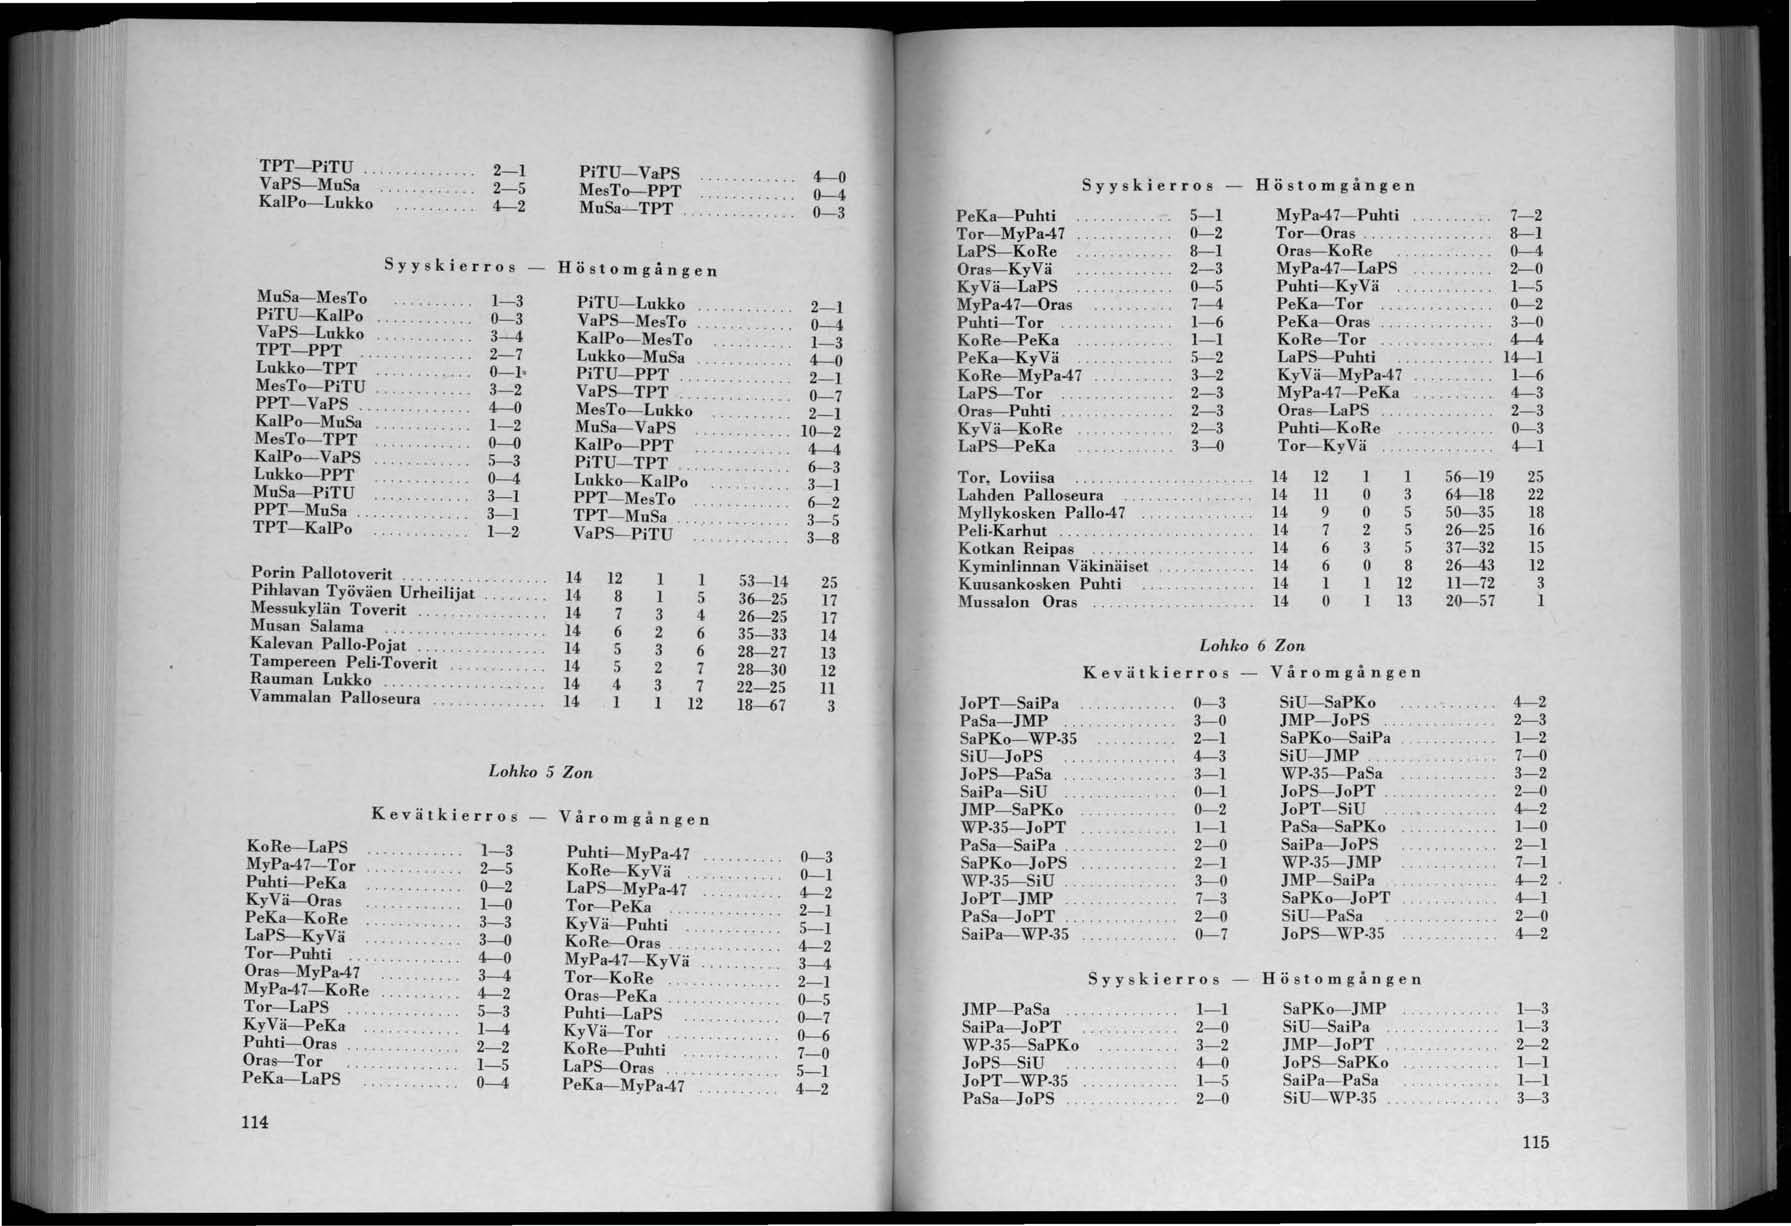 TPT—PiTU 2—1 PiTU—VaPS 4—0
VaPS—MuSa 2—5 MesTo—PPT 0—4
KalPo—Lukko 4—2 MuSa—TPT 0—3
Syyskierros — Höstomgången
MuSa—MesTo 1—3 PiTU—Lukko 2—1
PiTU—KalPo 0—3 VaPS—MesTo 0—4
VaPS—Lukko 3—4 KalPo—MesTo 1—3
TPT—PPT 2—7 Lukko—MuSa 4—0
Lukko—TPT 0—1 PiTU—PPT 2—1
MesTo—PiTU 3—2 VaPS—TPT 0—7
PPT—VaPS 4—0 MesTo—Lukko 2—1
KalPo—MuSa 1—2 MuSa—VaPS 10—2
MesTo—TPT 0—0 KalPo—PPT 4—4
KalPo—VaPS 5—3 PiTU—TPT 6—3
Lukko—PPT 0—4 Lukko—KalPo 3—1
MuSa—PiTU 3—1 PPT—MesTo 6—2
PPT—MuSa 3—1 TPT—MuSa 3—5
TPT—KalPo 1—2 VaPS—PiTU 3—8
Porin Pallotoverit 14 12 1 1 53—14 25
Pihlavan Työväen Urheilijat 14 8 1 5 36—25 17
Messukylän Toverit 14 7 3 4 26—25 17
Musan Salama 14 6 2 6 35—33 14
Kalevan Pallo-Pojat 14 5 3 6 28—27 13
Tampereen Peli-Toverit 14 5 2 7 28—30 12
Rauman Lukko 14 4 3 7 22—25 11
Vammalan Palloseura 14 1 1 12 18—67 3
Lohko 5 Zon
Kevätkierros — Våromgången
KoRe—LaPS 1—3 Puhti—MyPa-47 0—3
MyPa-47—Tor 2—5 KoRe—KyVä 0—1
Puhti—PeKa 0—2 LaPS—MyPa-47 4—2
KyVä—Oras 1—0 Tor—PeKa 2—1
PeKa—KoRe 3—3 KyVä—Puhti 5—1
LaPS—KyVä 3—0 KoRe—Oras 4—2
Tor—Puhti 4—0 MyPa-47—KyVä 3—4
Oras—MyPa-47 3—4 Tor—KoRe 2—1
MyPa-47—KoRe 4—2 Oras—PeKa 0—5
Tor—LaPS 5—3 Puhti—LaPS 0—7
KyVä—PeKa 1—4 KyVä—Tor 0—6
Puhti—Oras 2—2 KoRe—Puhti 7—0
Oras—Tor 1—5 LaPS—Oras 5—1
PeKa—LaPS 0—4 PeKa—MyPa-47 4—2
114
Syyskierros — Höstomgången
PeKa—Puhti 5—1 MyPa-47—Puhti 7—2
Tor—MyPa-47 0—2 Tor—Oras 8—1
LaPS—KoRe 8—1 Oras—KoRe 0—4
Oras—KyVä 2—3 MyPa-47—LaPS 2—0
KyVä—LaPS 0—5 Puhti—KyVä 1—5
MyPa-47—Oras 7—4 PeKa—Tor 0—2
Puhti—Tor 1—6 PeKa—Oras 3—0
KoRe—PeKa 1—1 KoRe—Tor 4—4
PeKa—KyVä 5—2 LaPS—Puhti 14—1
KoRe—MyPa-47 3—2 KyVä—MyPa-47 1—6
LaPS—Tor 2—3 MyPa-47—PeKa 4—3
Oras—Puhti 2—3 Oras—LaPS 2—3
KyVä—KoRe 2—3 Puhti—KoRe 0—3
LaPS—PeKa 3—0 Tor—KyVä 4—1
Tor, Loviisa 14 12 1 1 56—19 25
Lahden Palloseura 14 11 0 3 64—18 22
Myllykosken Pallo-47 14 9 0 5 50—35 18
Peli-Karhut 14 7 2 5 26—25 16
Kotkan Reipas 14 6 3 5 37—32 15
Kyminlinnan Väkinäiset 14 6 0 8 26—43 12
Kuusankosken Puhti 14 1 1 12 11—72 3
Mussalon Oras 14 0 1 13 20—57 1
Lohko 6 Zon
Kevätkierros — Våromgången
JoPT—SaiPa 0—3 SiU—SaPKo 4—2
PaSa—JMP 3—0 JMP—JoPS 2—3
SaPKo—WP-35 2—1 SaPKo—SaiPa 1—2
SiU—JoPS 4—3 SiU—JMP 7—0
JoPS—PaSa 3—1 WP-35—PaSa 3—2
SaiPa—SiU 0—1 JoPS—JoPT 2—0
JMP—SaPKo 0—2 JoPT—SiU 4—2
WP-35—JoPT 1—1 PaSa—SaPKo 1—0
PaSa—SaiPa 2—0 SaiPa—JoPS 2—1
SaPKo—JoPS 2—1 WP-35—JMP 7—1
WP-35—SiU 3—0 JMP—SaiPa 4—2
JoPT—JMP 7—3 SaPKo—JoPT 4—1
PaSa—JoPT 2—0 SiU—PaSa 2—0
SaiPa—WP-35 0—7 JoPS—WP-35 4—2
Syyskierros — Höstomgången
JMP—PaSa 1—1 SaPKo—JMP 1—3
SaiPa—JoPT 2—0 SiU—SaiPa 1—3
WP-35—SaPKo 3—2 JMP—JoPT 2—2
JoPS—SiU 4—0 JoPS—SaPKo 1—1
JoPT—WP-35 1—5 SaiPa—PaSa 1—1
PaSa—JoPS 2—0 SiU—WP-35 3—3
115